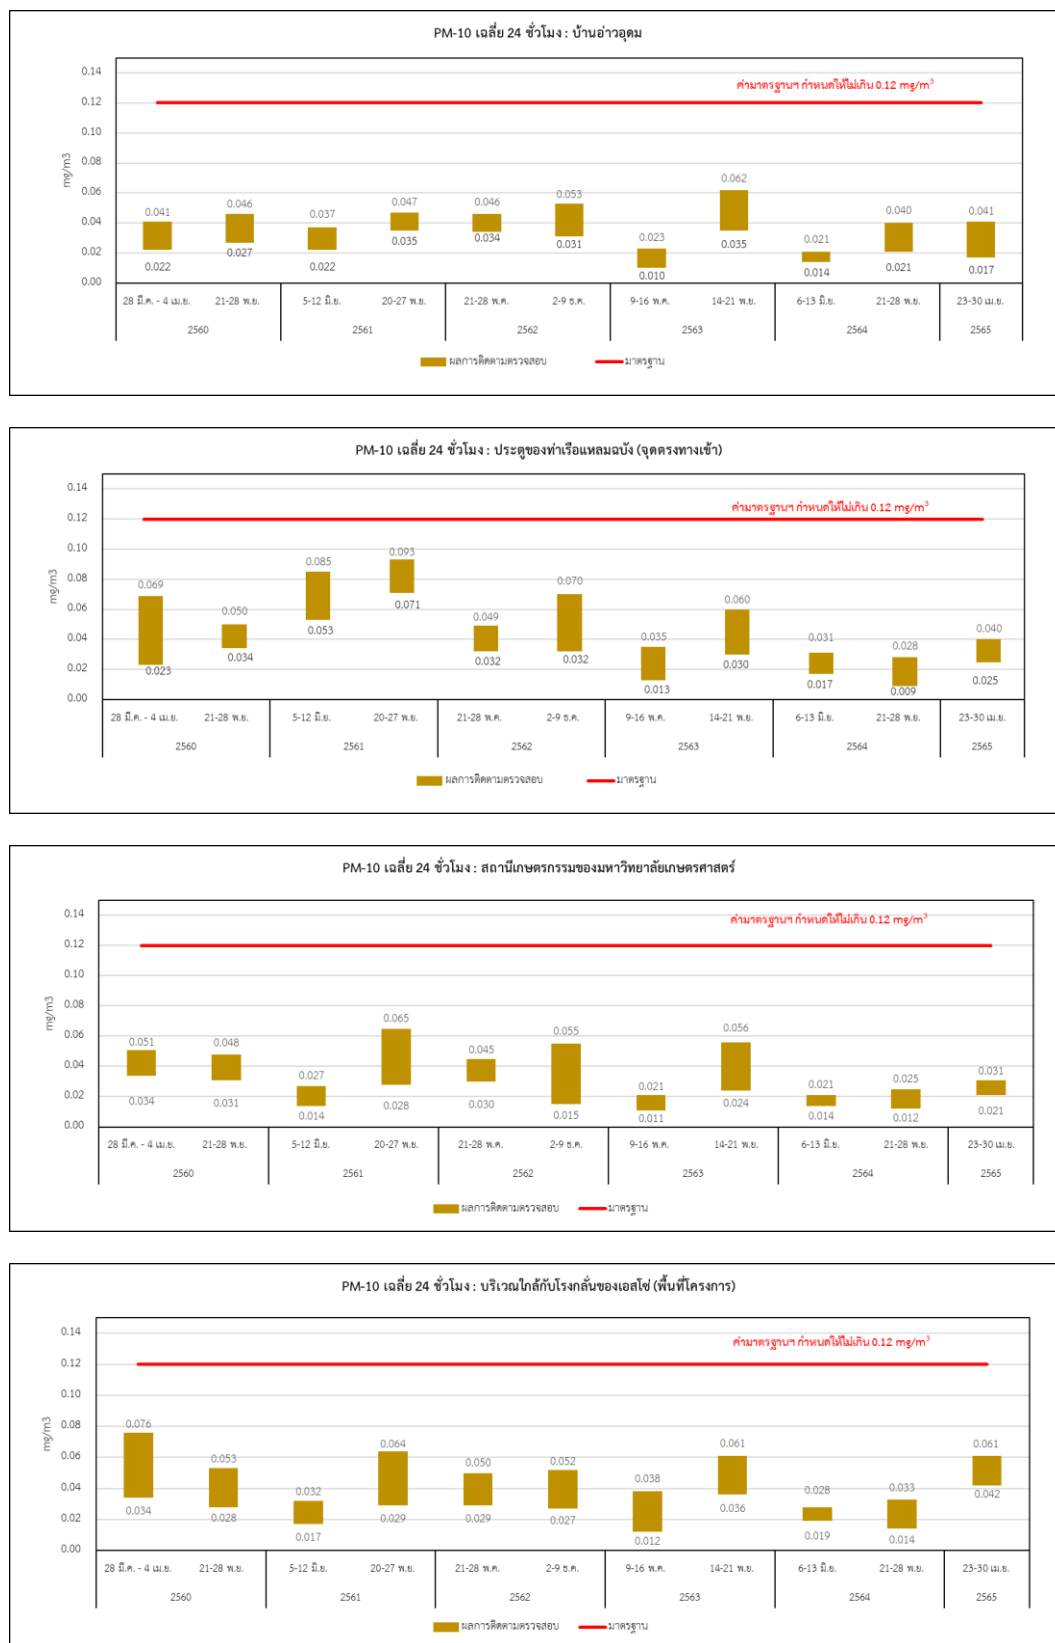 PM-10 เฉลี่ย 24 ชั่วโมง : บ้านอ่าวอุดม
ค่ามาตรฐานฯ กำหนดให้ไม่เกิน 0.12 mg/m³
mg/m3
0.14
0.12
0.10
0.08
0.06
0.04
0.02
0.00
0.041 0.046 0.037 0.047 0.046 0.053 0.023 0.062 0.021 0.040 0.041
0.022 0.027 0.022 0.035 0.034 0.031 0.010 0.035 0.014 0.021 0.017
28 มี.ค. - 4 เม.ย. 21-28 พ.ย. 5-12 มิ.ย. 20-27 พ.ย. 21-28 พ.ค. 2-9 ธ.ค. 9-16 พ.ค. 14-21 พ.ย. 6-13 มิ.ย. 21-28 พ.ย. 23-30 เม.ย.
2560 2561 2562 2563 2564 2565
ผลการติดตามตรวจสอบ มาตรฐาน
PM-10 เฉลี่ย 24 ชั่วโมง : ประตูของท่าเรือแหลมฉบัง (จุดตรงทางเข้า)
ค่ามาตรฐานฯ กำหนดให้ไม่เกิน 0.12 mg/m³
mg/m3
0.14
0.12
0.10
0.08
0.06
0.04
0.02
0.00
0.069 0.050 0.085 0.093 0.049 0.070 0.035 0.060 0.031 0.028 0.040
0.023 0.034 0.053 0.071 0.032 0.032 0.013 0.030 0.017 0.009 0.025
28 มี.ค. - 4 เม.ย. 21-28 พ.ย. 5-12 มิ.ย. 20-27 พ.ย. 21-28 พ.ค. 2-9 ธ.ค. 9-16 พ.ค. 14-21 พ.ย. 6-13 มิ.ย. 21-28 พ.ย. 23-30 เม.ย.
2560 2561 2562 2563 2564 2565
ผลการติดตามตรวจสอบ มาตรฐาน
PM-10 เฉลี่ย 24 ชั่วโมง : สถานีเกษตรกรรมของมหาวิทยาลัยเกษตรศาสตร์
ค่ามาตรฐานฯ กำหนดให้ไม่เกิน 0.12 mg/m³
mg/m3
0.14
0.12
0.10
0.08
0.06
0.04
0.02
0.00
0.051 0.048 0.027 0.065 0.045 0.055 0.021 0.056 0.021 0.025 0.031
0.034 0.031 0.014 0.028 0.030 0.015 0.011 0.024 0.014 0.012 0.021
28 มี.ค. - 4 เม.ย. 21-28 พ.ย. 5-12 มิ.ย. 20-27 พ.ย. 21-28 พ.ค. 2-9 ธ.ค. 9-16 พ.ค. 14-21 พ.ย. 6-13 มิ.ย. 21-28 พ.ย. 23-30 เม.ย.
2560 2561 2562 2563 2564 2565
ผลการติดตามตรวจสอบ มาตรฐาน
PM-10 เฉลี่ย 24 ชั่วโมง : บริเวณใกล้กับโรงกลั่นของเอสโซ่ (พื้นที่โครงการ)
ค่ามาตรฐานฯ กำหนดให้ไม่เกิน 0.12 mg/m³
mg/m3
0.14
0.12
0.10
0.08
0.06
0.04
0.02
0.00
0.076 0.053 0.032 0.064 0.050 0.052 0.038 0.061 0.028 0.033 0.061
0.034 0.028 0.017 0.029 0.029 0.027 0.012 0.036 0.019 0.014 0.042
28 มี.ค. - 4 เม.ย. 21-28 พ.ย. 5-12 มิ.ย. 20-27 พ.ย. 21-28 พ.ค. 2-9 ธ.ค. 9-16 พ.ค. 14-21 พ.ย. 6-13 มิ.ย. 21-28 พ.ย. 23-30 เม.ย.
2560 2561 2562 2563 2564 2565
ผลการติดตามตรวจสอบ มาตรฐาน